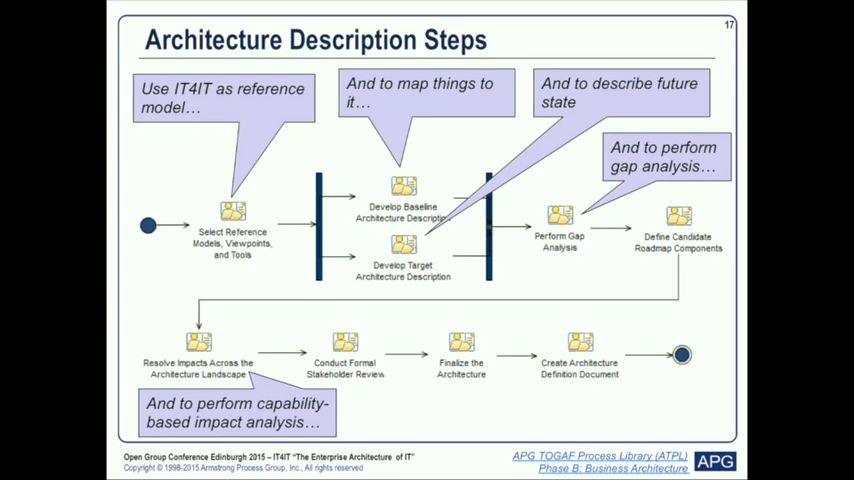 17
Architecture Description Steps
Use IT4IT as reference
model…
And to map things to
it…
And to describe future
state
And to perform
gap analysis…
Develop Baseline
Architecture Description
Select Reference
Models, Viewpoints,
and Tools
Develop Target
Architecture Description
Perform Gap
Analysis
Define Candidate
Roadmap Components
Resolve Impacts Across the
Architecture Landscape
Conduct Formal
Stakeholder Review
Finalize the
Architecture
Create Architecture
Definition Document
And to perform capability-
based impact analysis…
Open Group Conference Edinburgh 2015 – IT4IT "The Enterprise Architecture of IT"
Copyright © 1998-2015 Armstrong Process Group, Inc., All rights reserved
APG TOGAF Process Library (ATPL)
Phase B: Business Architecture
APG